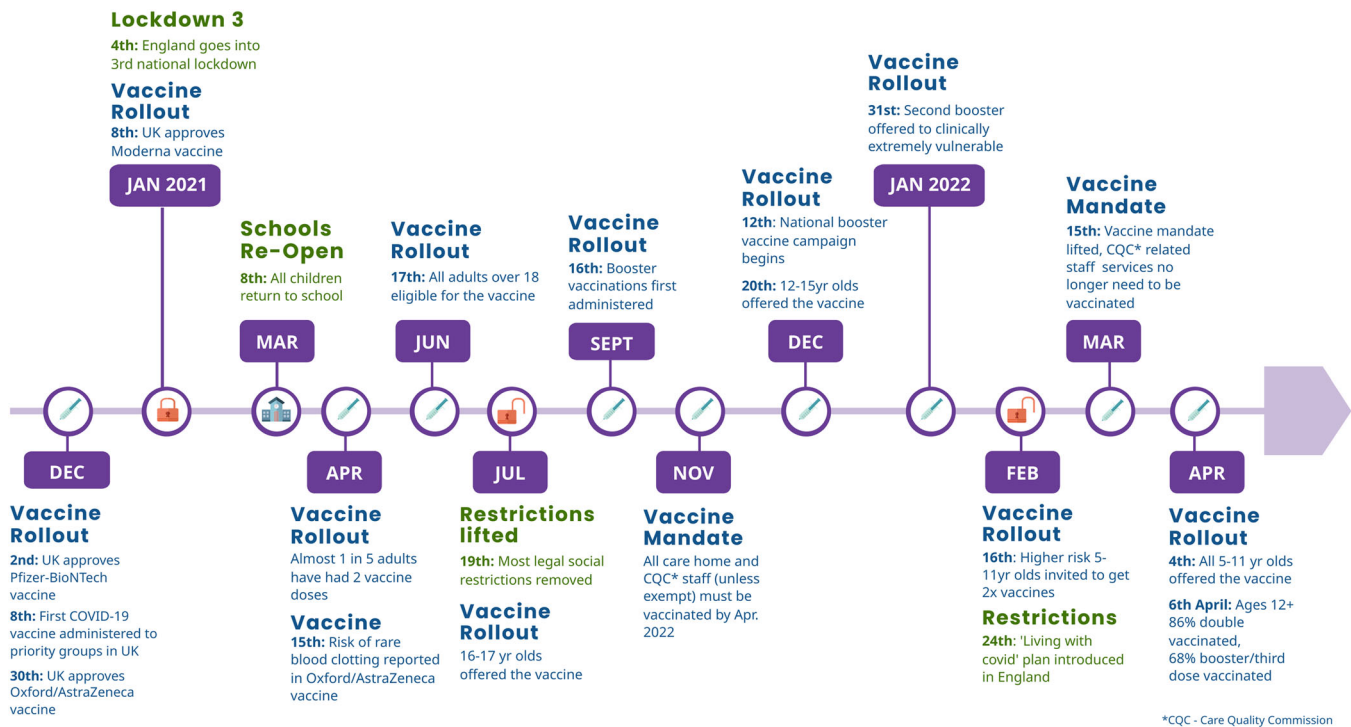 Lockdown 3
4th: England goes into
3rd national lockdown
Vaccine
Rollout
8th: UK approves
Moderna vaccine
JAN 2021
Schools
Re-Open
8th: All children
return to school
MAR
Vaccine
Rollout
17th: All adults over 18
eligible for the vaccine
JUN
Vaccine
Rollout
16th: Booster
vaccinations first
administered
SEPT
Vaccine
Rollout
12th: National booster
vaccine campaign
begins
20th: 12-15yr olds
offered the vaccine
DEC
Vaccine
Rollout
31st: Second booster
offered to clinically
extremely vulnerable
JAN 2022
Vaccine
Mandate
15th: Vaccine mandate
lifted, CQC* related
staff services no
longer need to be
vaccinated
MAR
DEC
Vaccine
Rollout
2nd: UK approves
Pfizer-BioNTech
vaccine
8th: First COVID-19
vaccine administered to
priority groups in UK
30th: UK approves
Oxford/AstraZeneca
vaccine
APR
Vaccine
Rollout
Almost 1 in 5 adults
have had 2 vaccine
doses
Vaccine
15th: Risk of rare
blood clotting reported
in Oxford/AstraZeneca
vaccine
JUL
Restrictions
lifted
19th: Most legal social
restrictions removed
Vaccine
Rollout
16-17 yr olds
offered the vaccine
NOV
Vaccine
Mandate
All care home and
CQC* staff (unless
exempt) must be
vaccinated by Apr.
2022
FEB
Vaccine
Rollout
16th: Higher risk 5-
11yr olds invited to get
2x vaccines
Restrictions
24th: 'Living with
covid' plan introduced
in England
APR
Vaccine
Rollout
4th: All 5-11 yr olds
offered the vaccine
6th April: Ages 12+
86% double
vaccinated,
68% booster/third
dose vaccinated
*CQC - Care Quality Commission